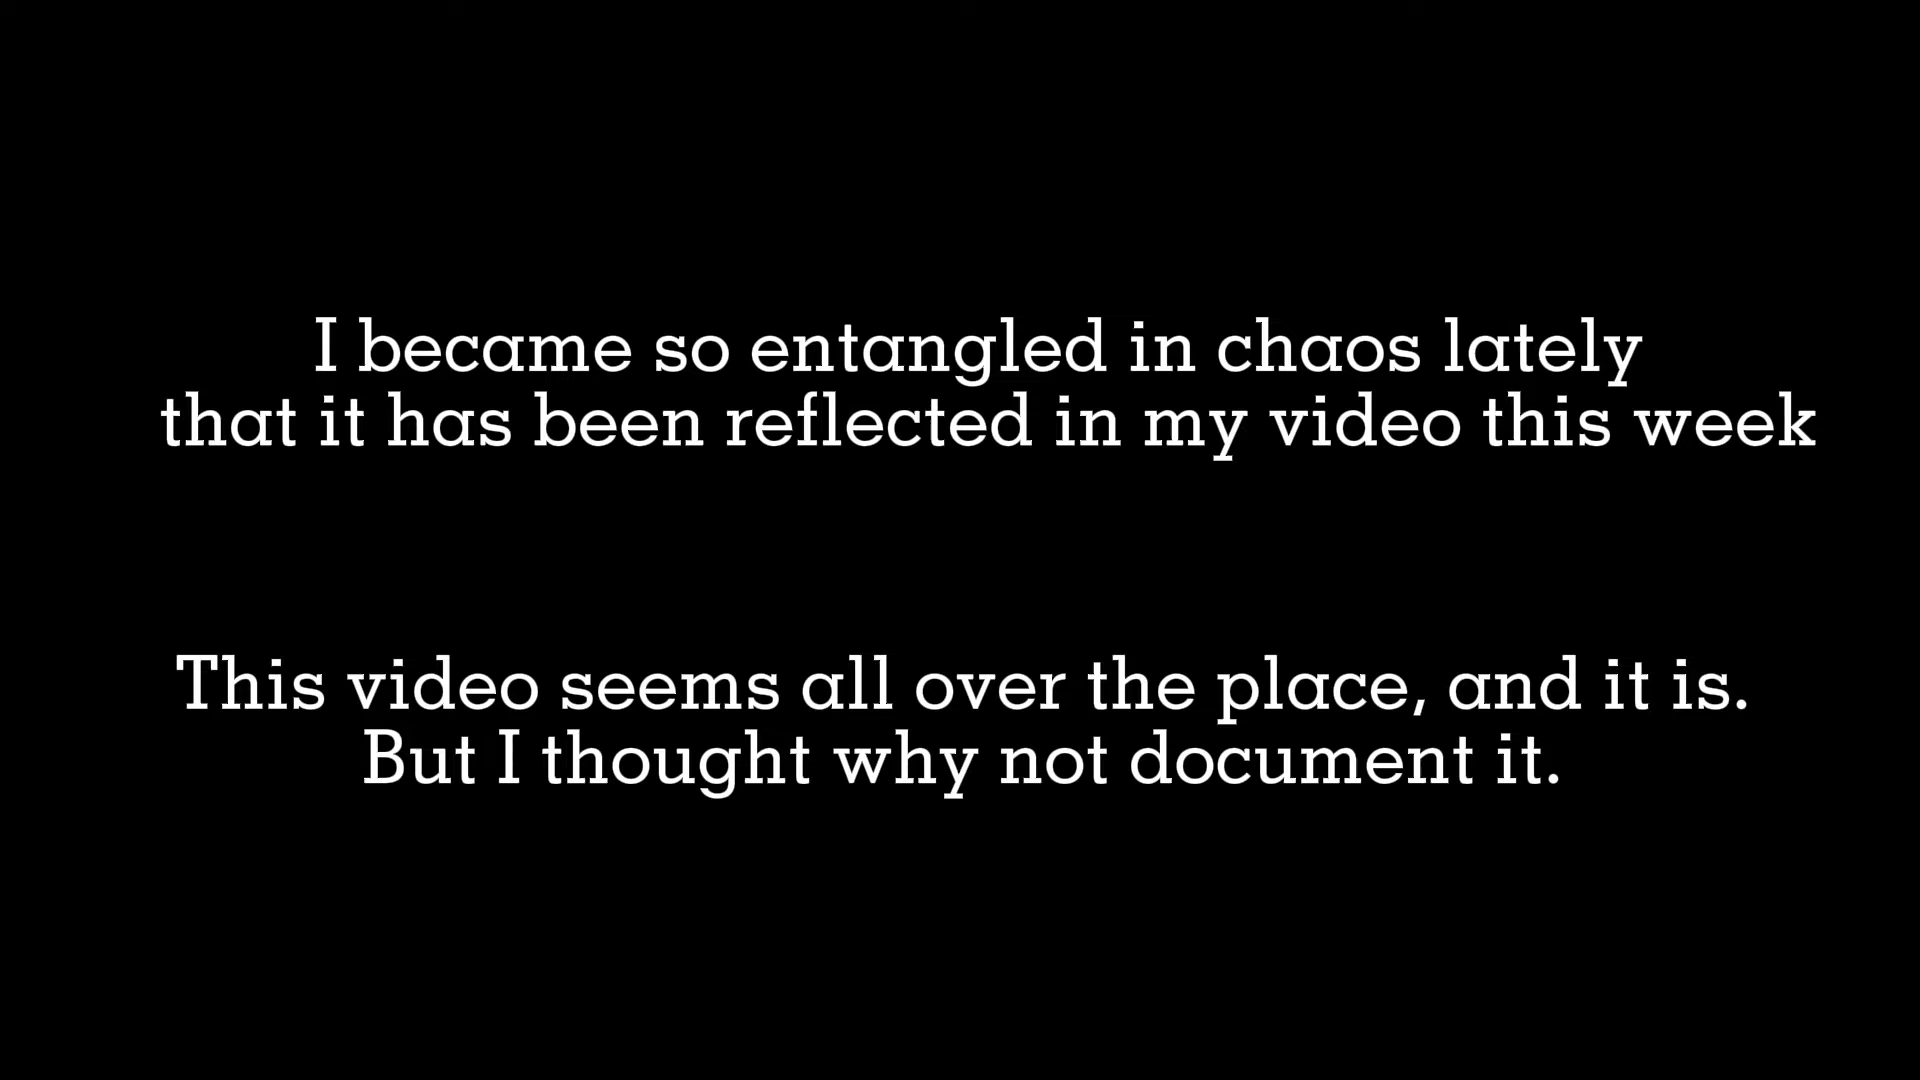 I became so entangled in chaos lately
that it has been reflected in my video this week
This video seems all over the place, and it is.
But I thought why not document it.